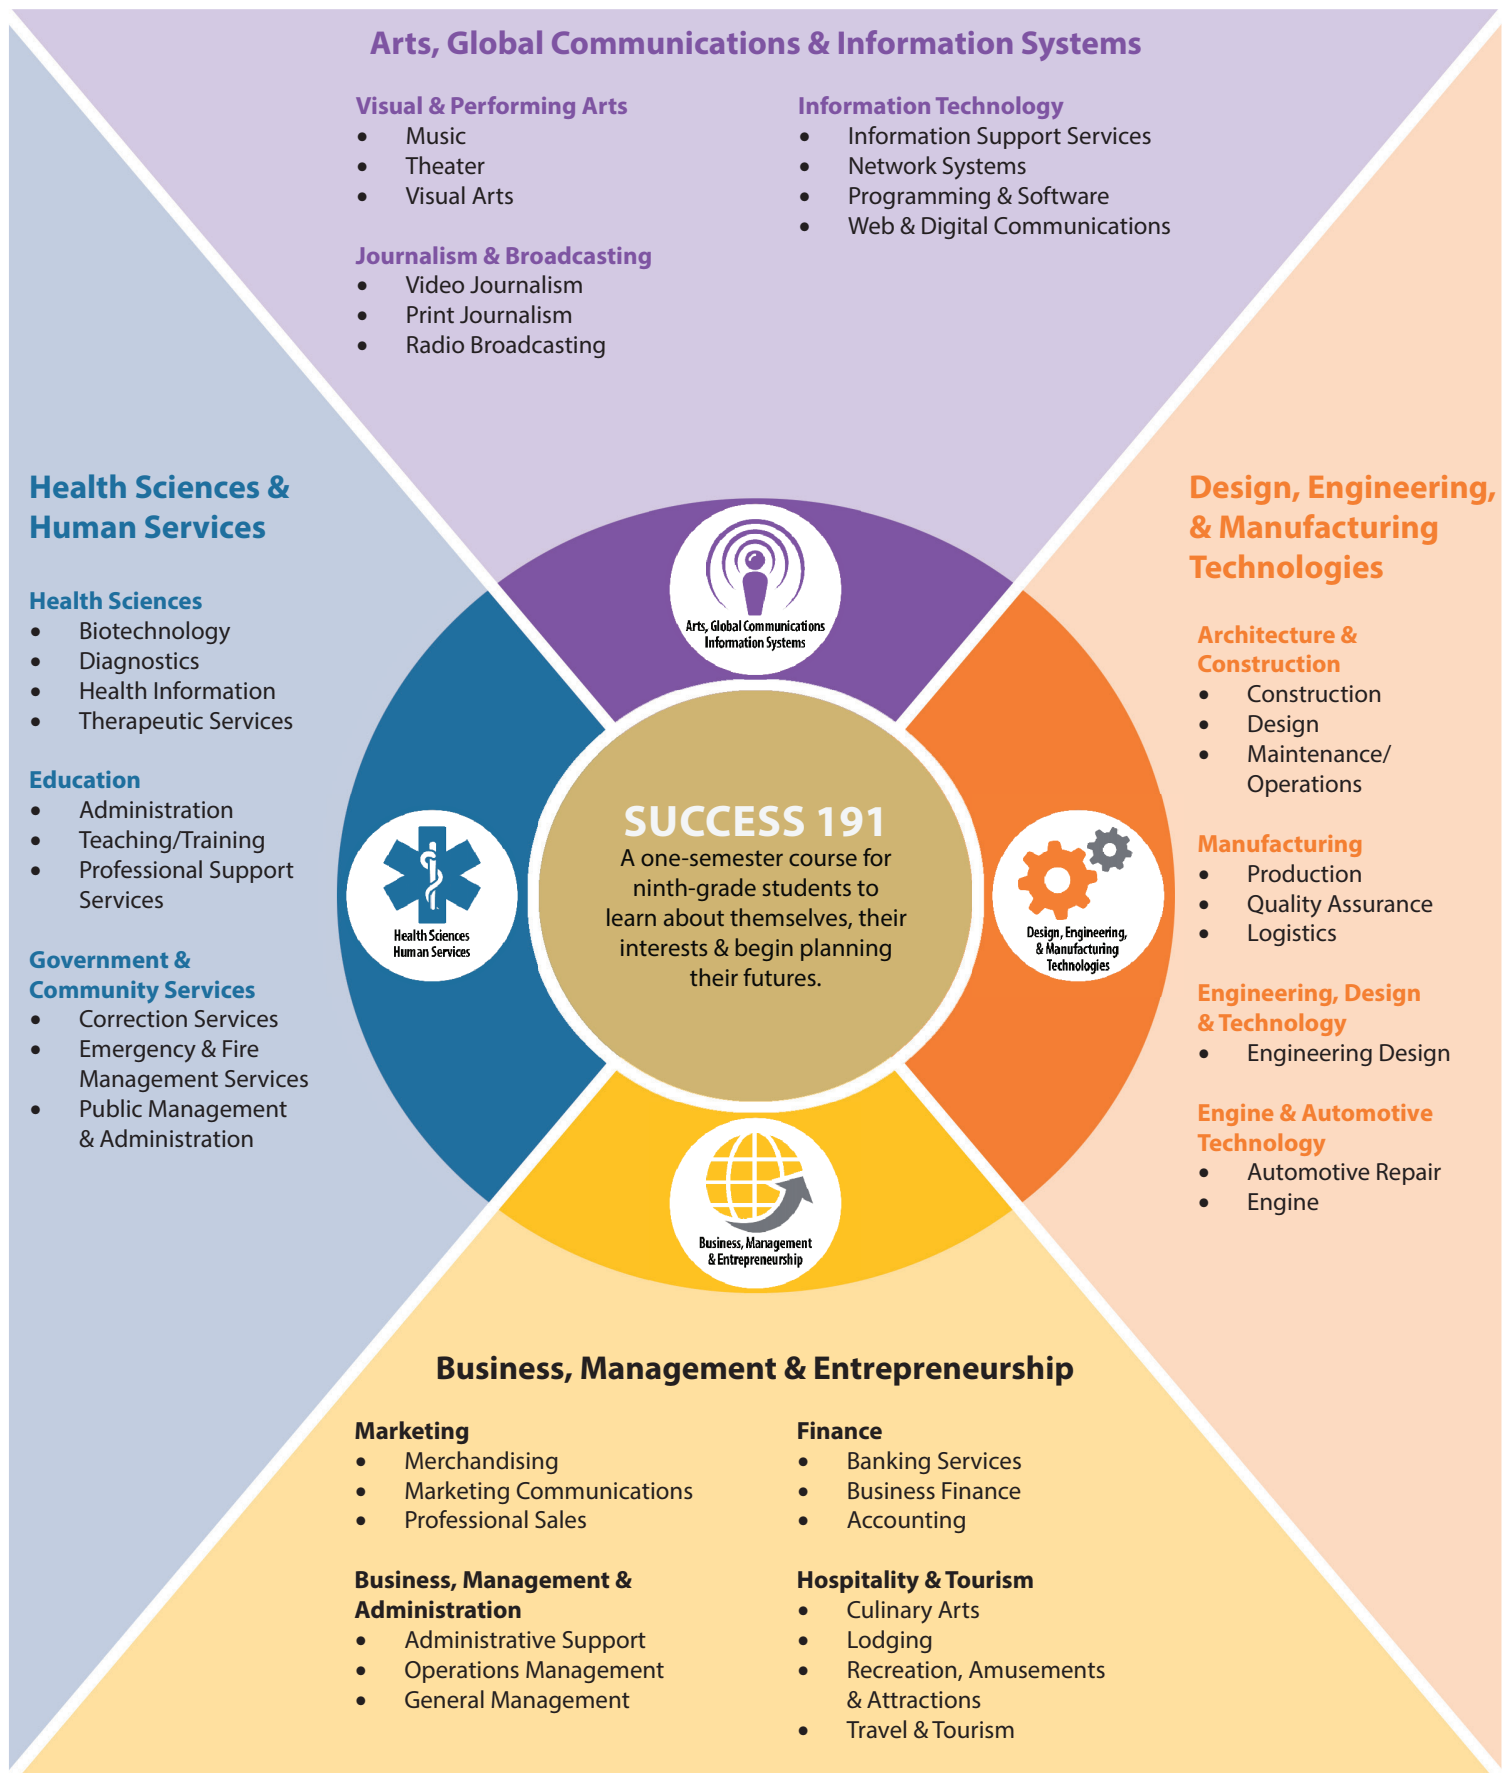 Arts, Global Communications & Information Systems
Visual & Performing Arts
• Music
• Theater
• Visual Arts
Journalism & Broadcasting
• Video Journalism
• Print Journalism
• Radio Broadcasting
Information Technology
• Information Support Services
• Network Systems
• Programming & Software
• Web & Digital Communications
Health Sciences &
Human Services
Health Sciences
• Biotechnology
• Diagnostics
• Health Information
• Therapeutic Services
Education
• Administration
• Teaching/Training
• Professional Support
Services
Government &
Community Services
• Correction Services
• Emergency & Fire
Management Services
• Public Management
& Administration
Arts, Global Communications
Information Systems
Health Sciences
Human Services
SUCCESS 191
A one-semester course for
ninth-grade students to
learn about themselves, their
interests & begin planning
their futures.
Design, Engineering,
& Manufacturing
Technologies
Business, Management
& Entrepreneurship
Design, Engineering,
& Manufacturing
Technologies
Architecture &
Construction
• Construction
• Design
• Maintenance/
Operations
Manufacturing
• Production
• Quality Assurance
• Logistics
Engineering, Design
& Technology
• Engineering Design
Engine & Automotive
Technology
• Automotive Repair
• Engine
Business, Management & Entrepreneurship
Marketing
• Merchandising
• Marketing Communications
• Professional Sales
Business, Management &
Administration
• Administrative Support
• Operations Management
• General Management
Finance
• Banking Services
• Business Finance
• Accounting
Hospitality & Tourism
• Culinary Arts
• Lodging
• Recreation, Amusements
& Attractions
• Travel & Tourism